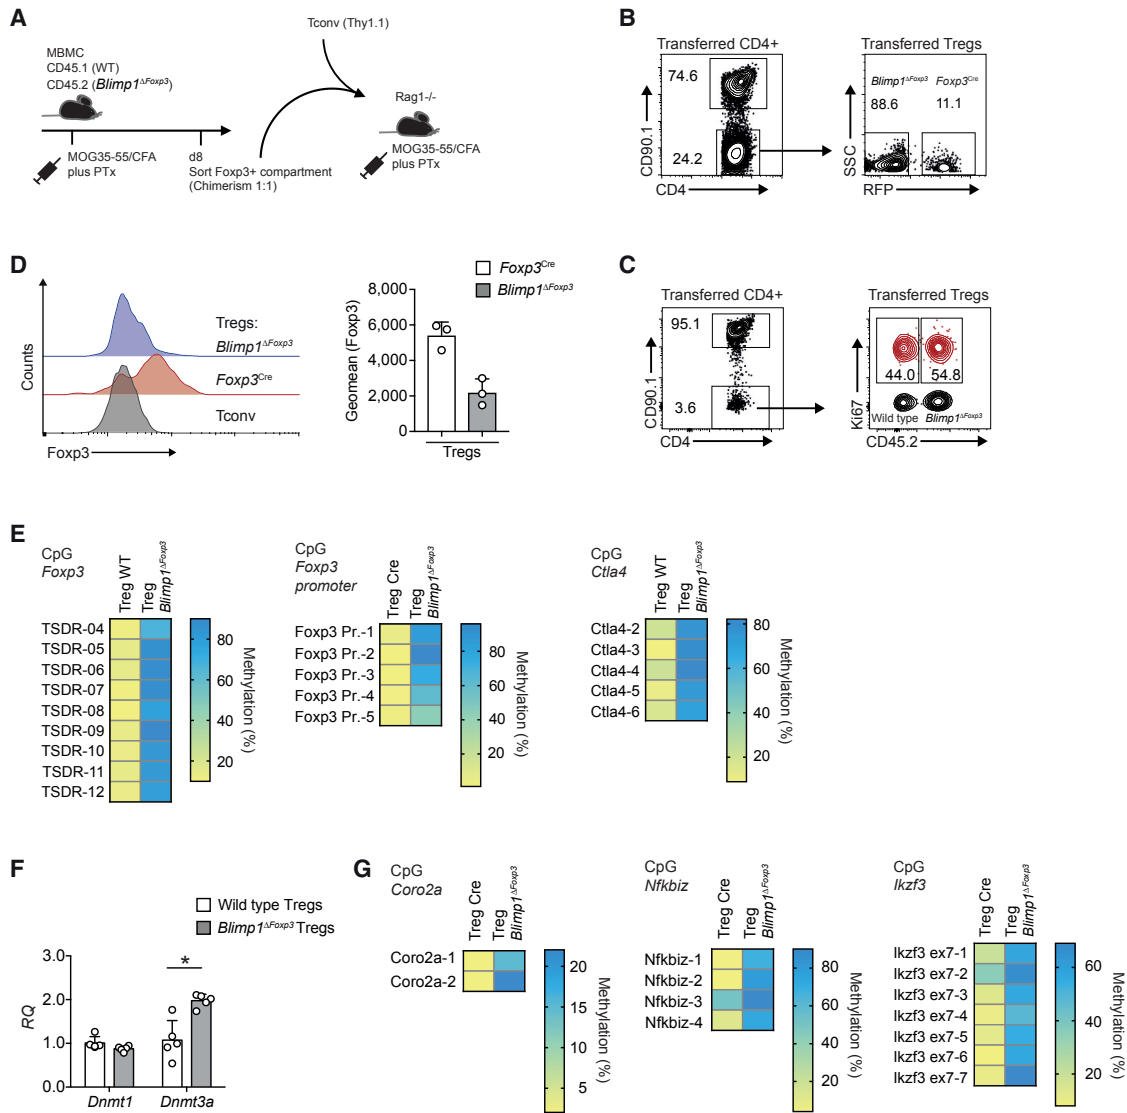 A
MBMC
CD45.1 (WT)
CD45.2 (Blimp1ΔFoxp3)
MOG35-55/CFA
plus PTx
d8
Sort Foxp3+ compartment
(Chimerism 1:1)
Tconv (Thy1.1)
Rag1-/-
MOG35-55/CFA
plus PTx
B
Transferred CD4+
74.6
24.2
CD90.1
CD4
Transferred Tregs
Blimp1ΔFoxp3 Foxp3Cre
88.6 11.1
SSC
RFP
D
Counts
Tregs:
Blimp1ΔFoxp3
Foxp3Cre
Tconv
Foxp3
Foxp3Cre
Blimp1ΔFoxp3
Geomean (Foxp3)
8,000
6,000
4,000
2,000
0
Tregs
C
Transferred CD4+
95.1
3.6
CD90.1
CD4
Transferred Tregs
44.0 54.8
Wild type Blimp1ΔFoxp3
Ki67
CD45.2
E
CpG
Foxp3
Treg WT
Treg
Blimp1ΔFoxp3
TSDR-04
TSDR-05
TSDR-06
TSDR-07
TSDR-08
TSDR-09
TSDR-10
TSDR-11
TSDR-12
80
60
40
20
Methylation (%)
CpG
Foxp3
promoter
Treg Cre
Treg
Blimp1ΔFoxp3
Foxp3 Pr.-1
Foxp3 Pr.-2
Foxp3 Pr.-3
Foxp3 Pr.-4
Foxp3 Pr.-5
80
60
40
20
Methylation (%)
CpG
Ctla4
Treg WT
Treg
Blimp1ΔFoxp3
Ctla4-2
Ctla4-3
Ctla4-4
Ctla4-5
Ctla4-6
80
60
40
20
Methylation (%)
F
Wild type Tregs
Blimp1ΔFoxp3 Tregs
RQ
3.0
2.0
1.0
0.0
*
Dnmt1 Dnmt3a
G
CpG
Coro2a
Treg Cre
Treg
Blimp1ΔFoxp3
Coro2a-1
Coro2a-2
20
15
10
5
Methylation (%)
CpG
Nfkbiz
Treg Cre
Treg
Blimp1ΔFoxp3
Nfkbiz-1
Nfkbiz-2
Nfkbiz-3
Nfkbiz-4
80
60
40
20
Methylation (%)
CpG
Ikzf3
Treg Cre
Treg
Blimp1ΔFoxp3
Ikzf3 ex7-1
Ikzf3 ex7-2
Ikzf3 ex7-3
Ikzf3 ex7-4
Ikzf3 ex7-5
Ikzf3 ex7-6
Ikzf3 ex7-7
60
40
20
Methylation (%)